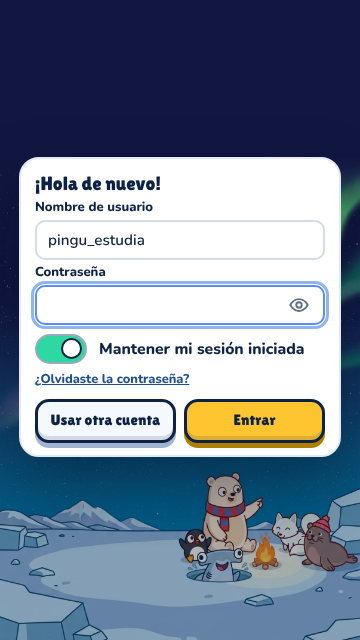 ¡Hola de nuevo!
Nombre de usuario
pingu_estudia
Contraseña
Mantener mi sesión iniciada
¿Olvidaste la contraseña?
Usar otra cuenta
Entrar